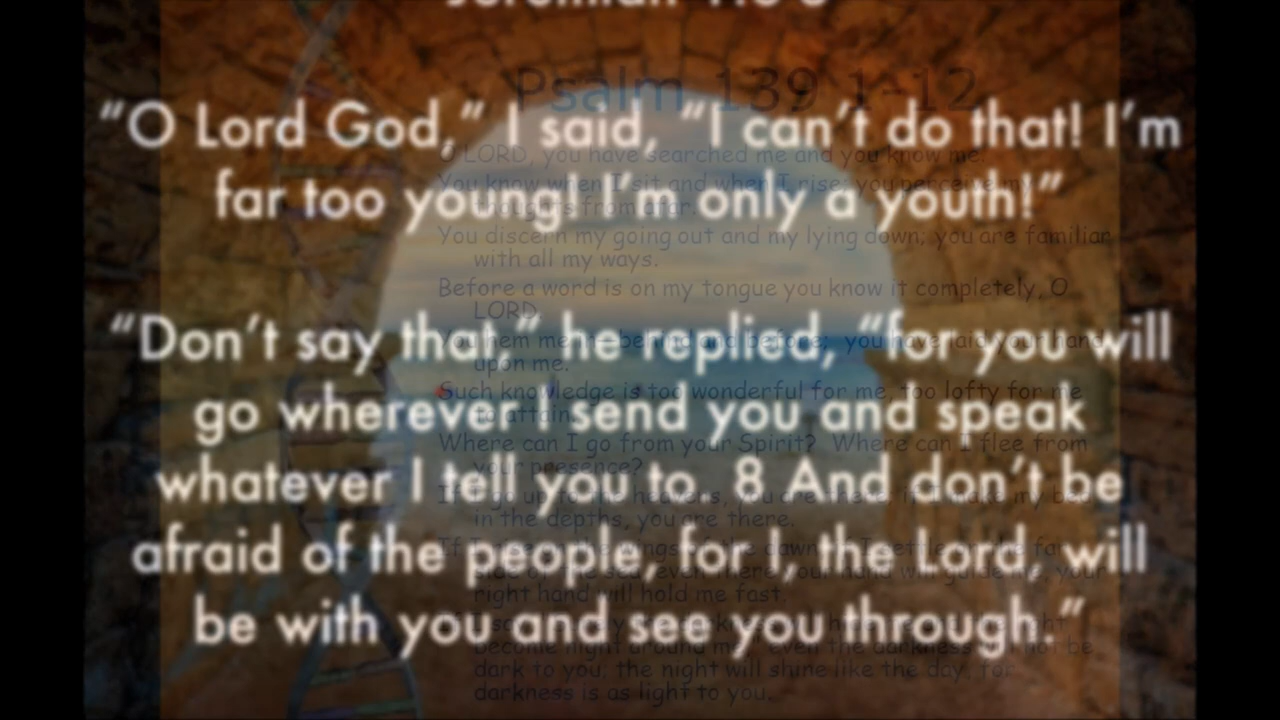 Jeremiah 1:6-8
“O Lord God,” I said, “I can’t do that! I’m
far too young! I’m only a youth!”
“Don’t say that,” he replied, “for you will
go wherever I send you and speak
whatever I tell you to. 8 And don’t be
afraid of the people, for I, the Lord, will
be with you and see you through.”
Psalm 139 1-12
O LORD, you have searched me and you know me.
You know when I sit and when I rise; you perceive my
thoughts from afar.
You discern my going out and my lying down; you are familiar
with all my ways.
Before a word is on my tongue you know it completely, O
LORD.
You hem me in behind and before; you have laid your hand
upon me.
Such knowledge is too wonderful for me, too lofty for me
to attain.
Where can I go from your Spirit? Where can I flee from
your presence?
If I go up to the heavens, you are there; if I make my bed
in the depths, you are there.
If I rise on the wings of the dawn, if I settle on the far
side of the sea, even there your hand will guide me, your
right hand will hold me fast.
become night around me," even the darkness will not be
dark to you; the night will shine like the day, for
darkness is as light to you.